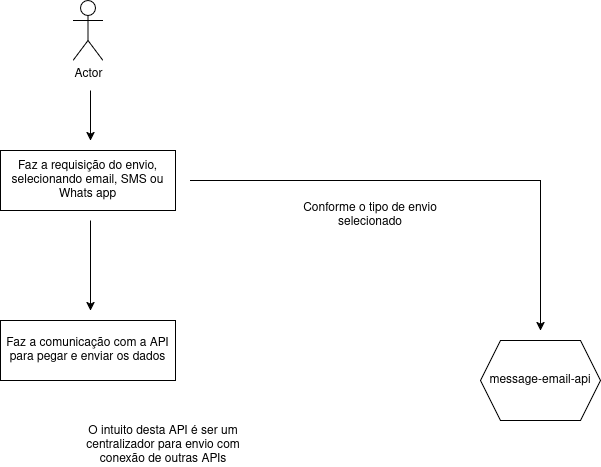 Actor
Faz a requisição do envio,
selecionando email, SMS ou
Whats app
Conforme o tipo de envio
selecionado
Faz a comunicação com a API
para pegar e enviar os dados
message-email-api
O intuito desta API é ser um
centralizador para envio com
conexão de outras APIs